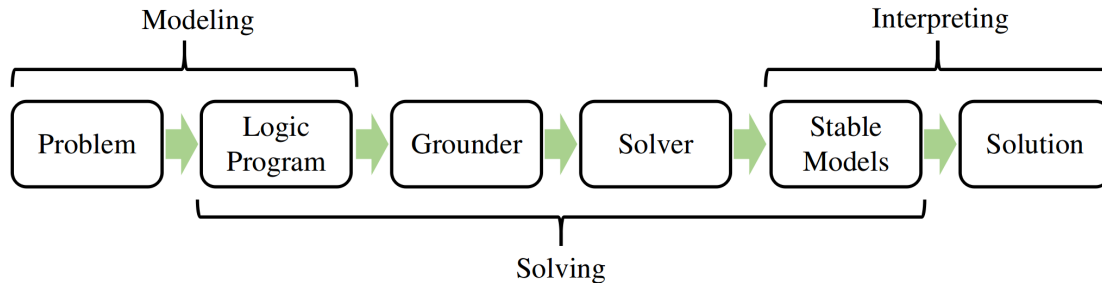 Modeling
Interpreting
Problem
Logic
Program
Grounder
Solver
Stable
Models
Solution
Solving